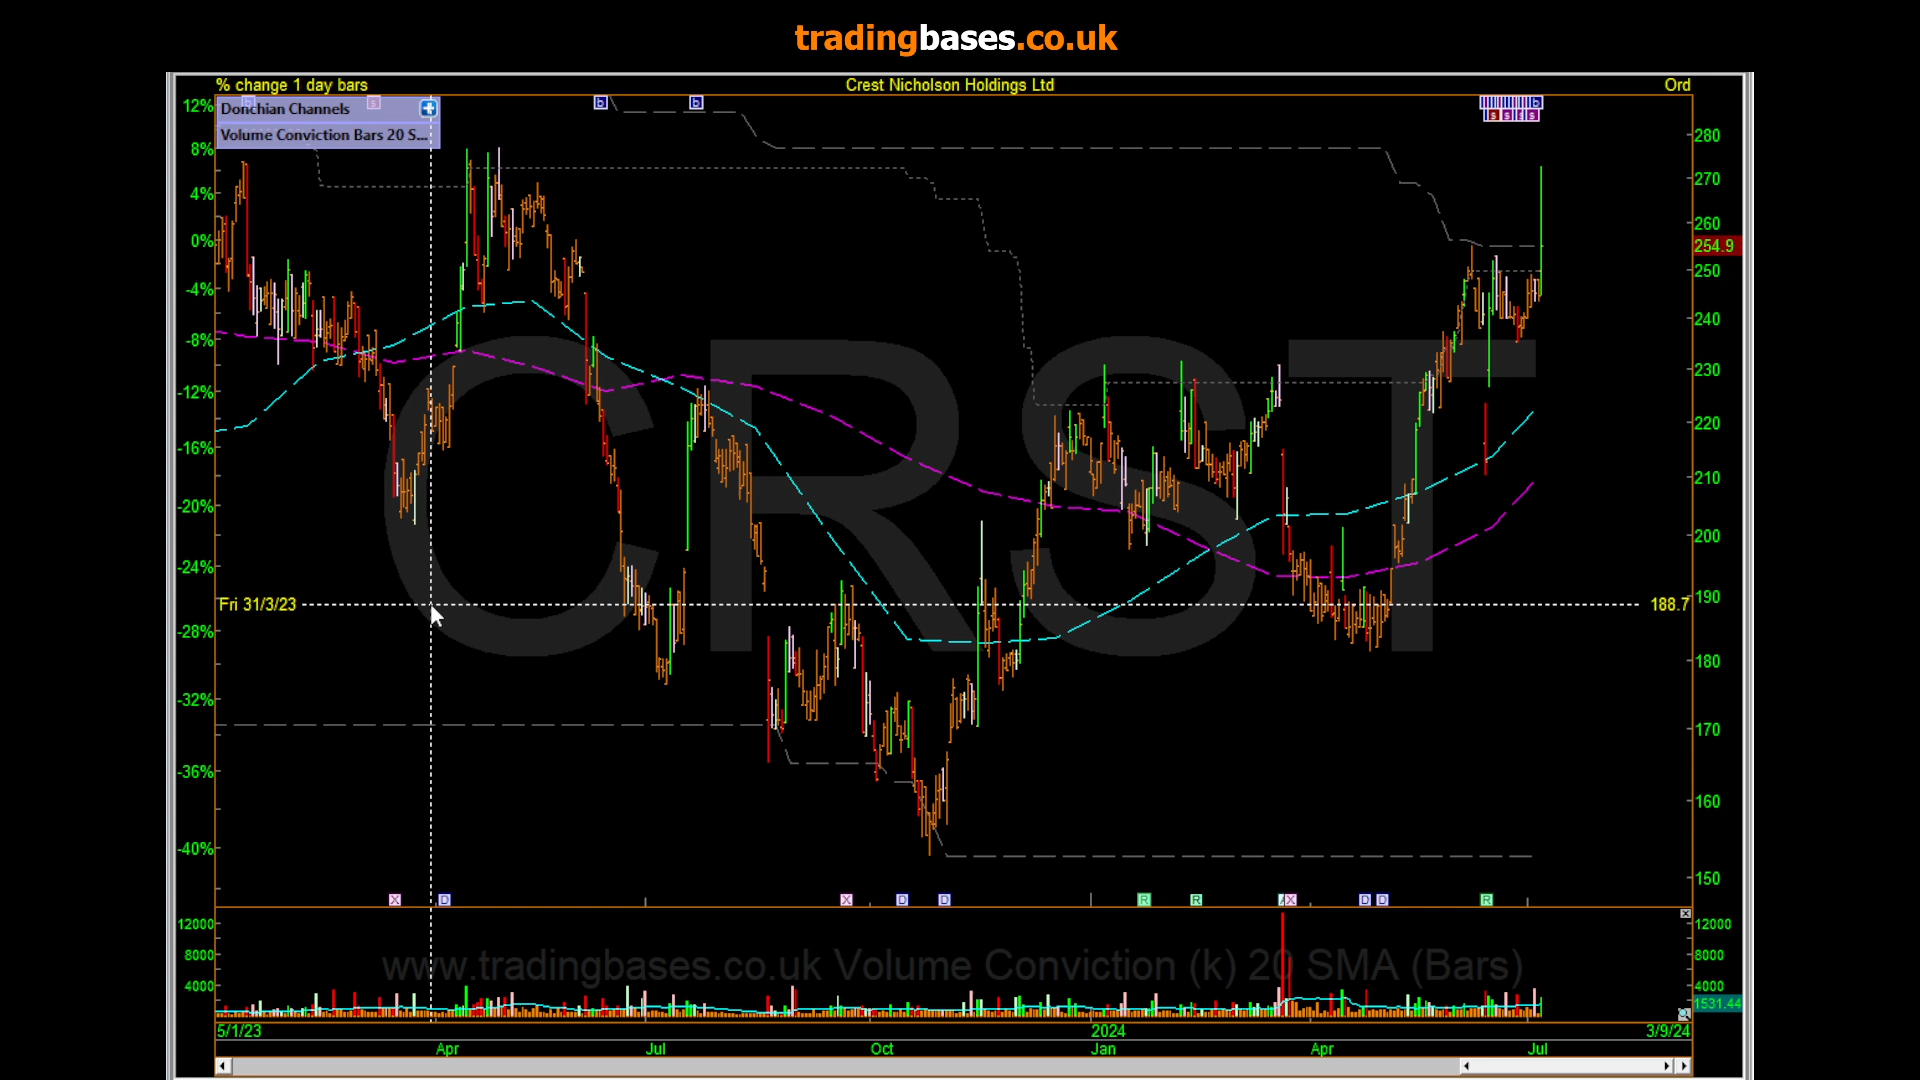 tradingbases.co.uk
% change 1 day bars
Crest Nicholson Holdings Ltd
Ord
Donchian Channels
Volume Conviction Bars 20 S...
b b b
s s s s
12%
8%
4%
0%
-4%
-8%
-12%
-16%
-20%
-24%
-28%
-32%
-36%
-40%
280
270
260
254.9
250
240
230
220
210
200
190
180
170
160
150
CRST
Fri 31/3/23
188.7
X D X D D R R X D D R
12000
8000
4000
12000
8000
4000
1531.44
www.tradingbases.co.uk Volume Conviction (k) 20 SMA (Bars)
5/1/23
2024
3/9/24
Apr
Jul
Oct
Jan
Apr
Jul